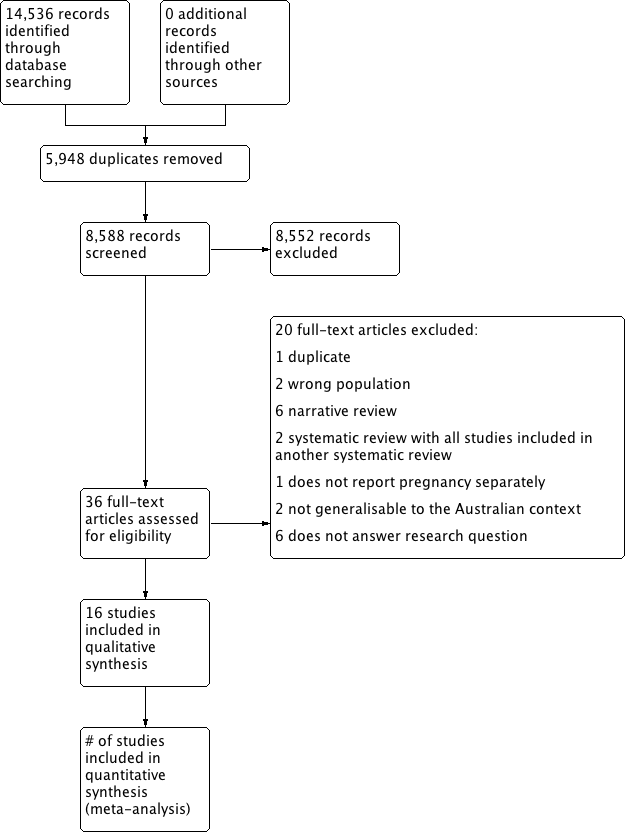 14,536 records
identified
through
database
searching
0 additional
records
identified
through other
sources
5,948 duplicates removed
8,588 records
screened
8,552 records
excluded
20 full-text articles excluded:
1 duplicate
2 wrong population
6 narrative review
2 systematic review with all studies included in
another systematic review
1 does not report pregnancy separately
2 not generalisable to the Australian context
6 does not answer research question
36 full-text
articles assessed
for eligibility
16 studies
included in
qualitative
synthesis
# of studies
included in
quantitative
synthesis
(meta-analysis)